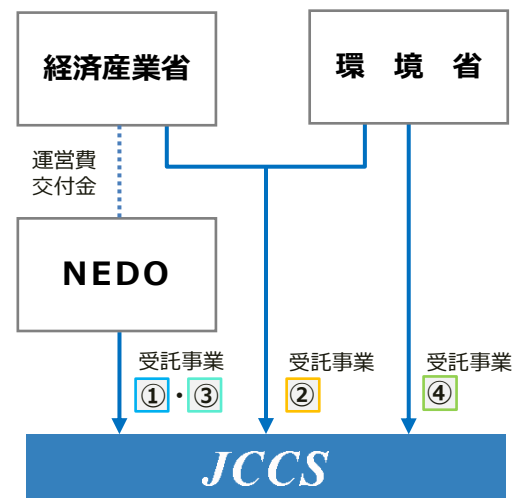 経済産業省
環 境 省
運営費
交付金
NEDO
受託事業
①・③
受託事業
②
受託事業
④
JCCS